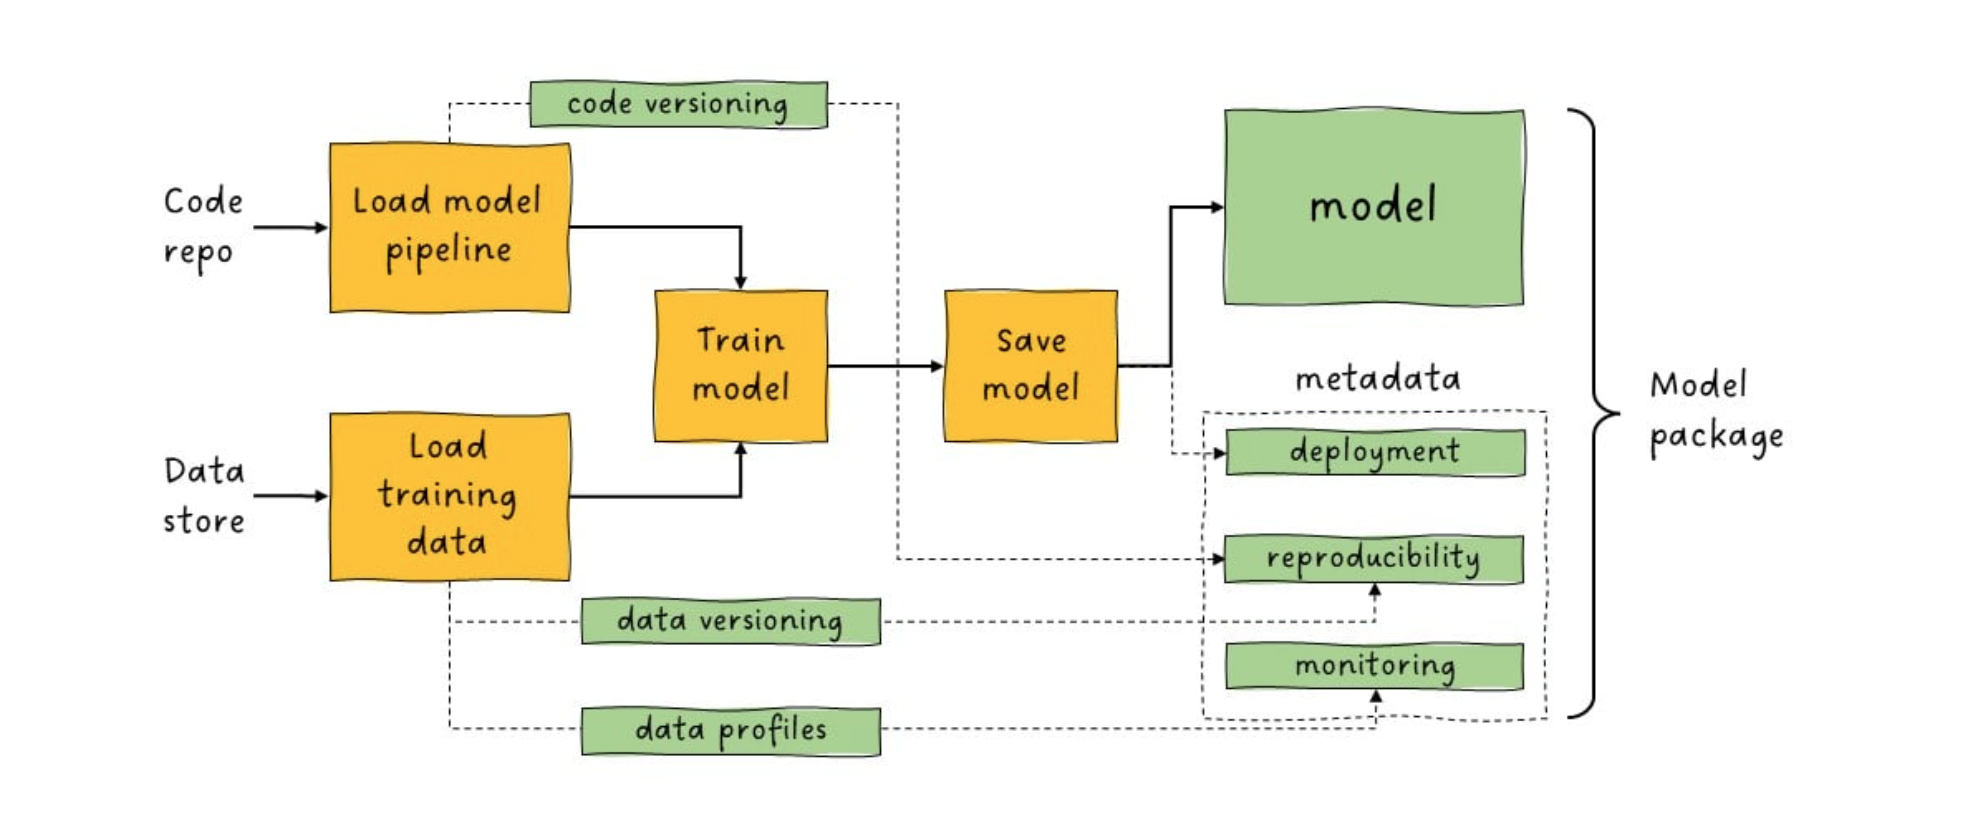 code versioning
Code
repo
Load model
pipeline
model
Train
model
Save
model
metadata
Model
package
Data
store
Load
training
data
deployment
reproducibility
data versioning
monitoring
data profiles